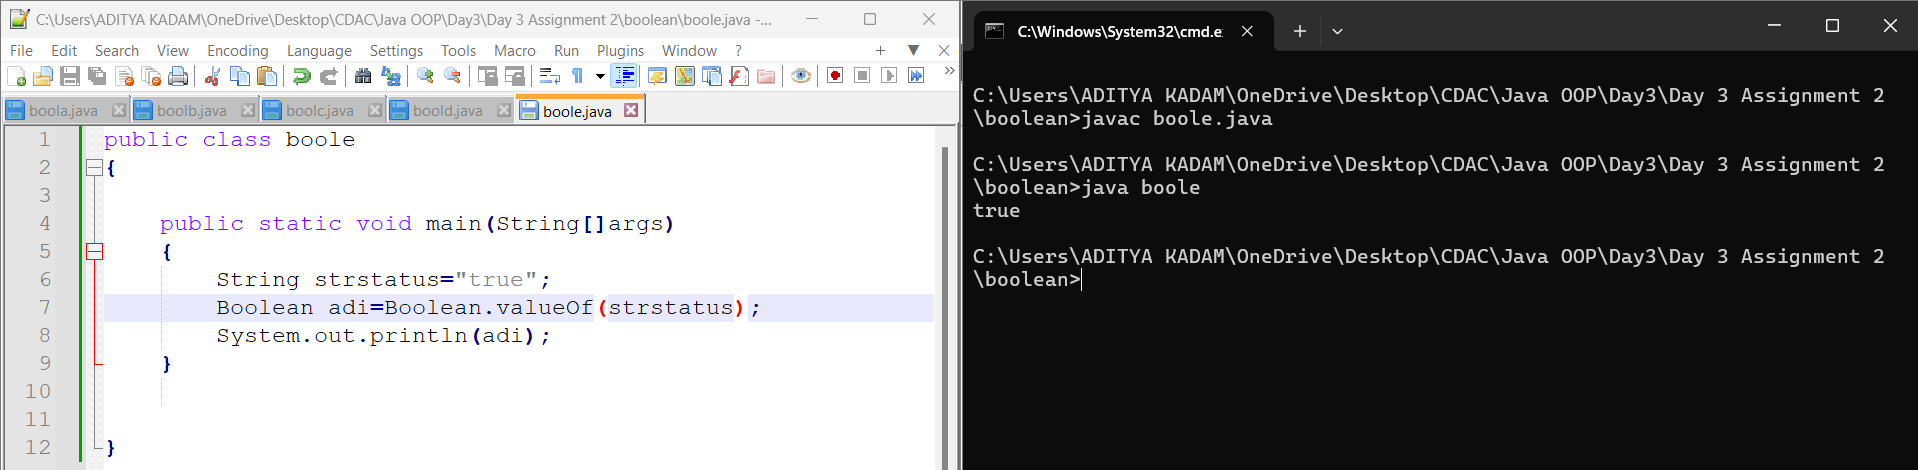 C:\Users\ADITYA KADAM\OneDrive\Desktop\CDAC\Java OOP\Day3\Day 3 Assignment 2\boolean\boole.java -...
File Edit Search View Encoding Language Settings Tools Macro Run Plugins Window ?
boola.java boolb.java boolc.java boold.java boole.java
1 public class boole
2 {
3
4 public static void main(String[]args)
5 {
6 String strstatus="true";
7 Boolean adi=Boolean.valueOf(strstatus);
8 System.out.println(adi);
9 }
10
11
12 }
C:\Windows\System32\cmd.e
C:\Users\ADITYA KADAM\OneDrive\Desktop\CDAC\Java OOP\Day3\Day 3 Assignment 2
\boolean>javac boole.java
C:\Users\ADITYA KADAM\OneDrive\Desktop\CDAC\Java OOP\Day3\Day 3 Assignment 2
\boolean>java boole
true
C:\Users\ADITYA KADAM\OneDrive\Desktop\CDAC\Java OOP\Day3\Day 3 Assignment 2
\boolean>